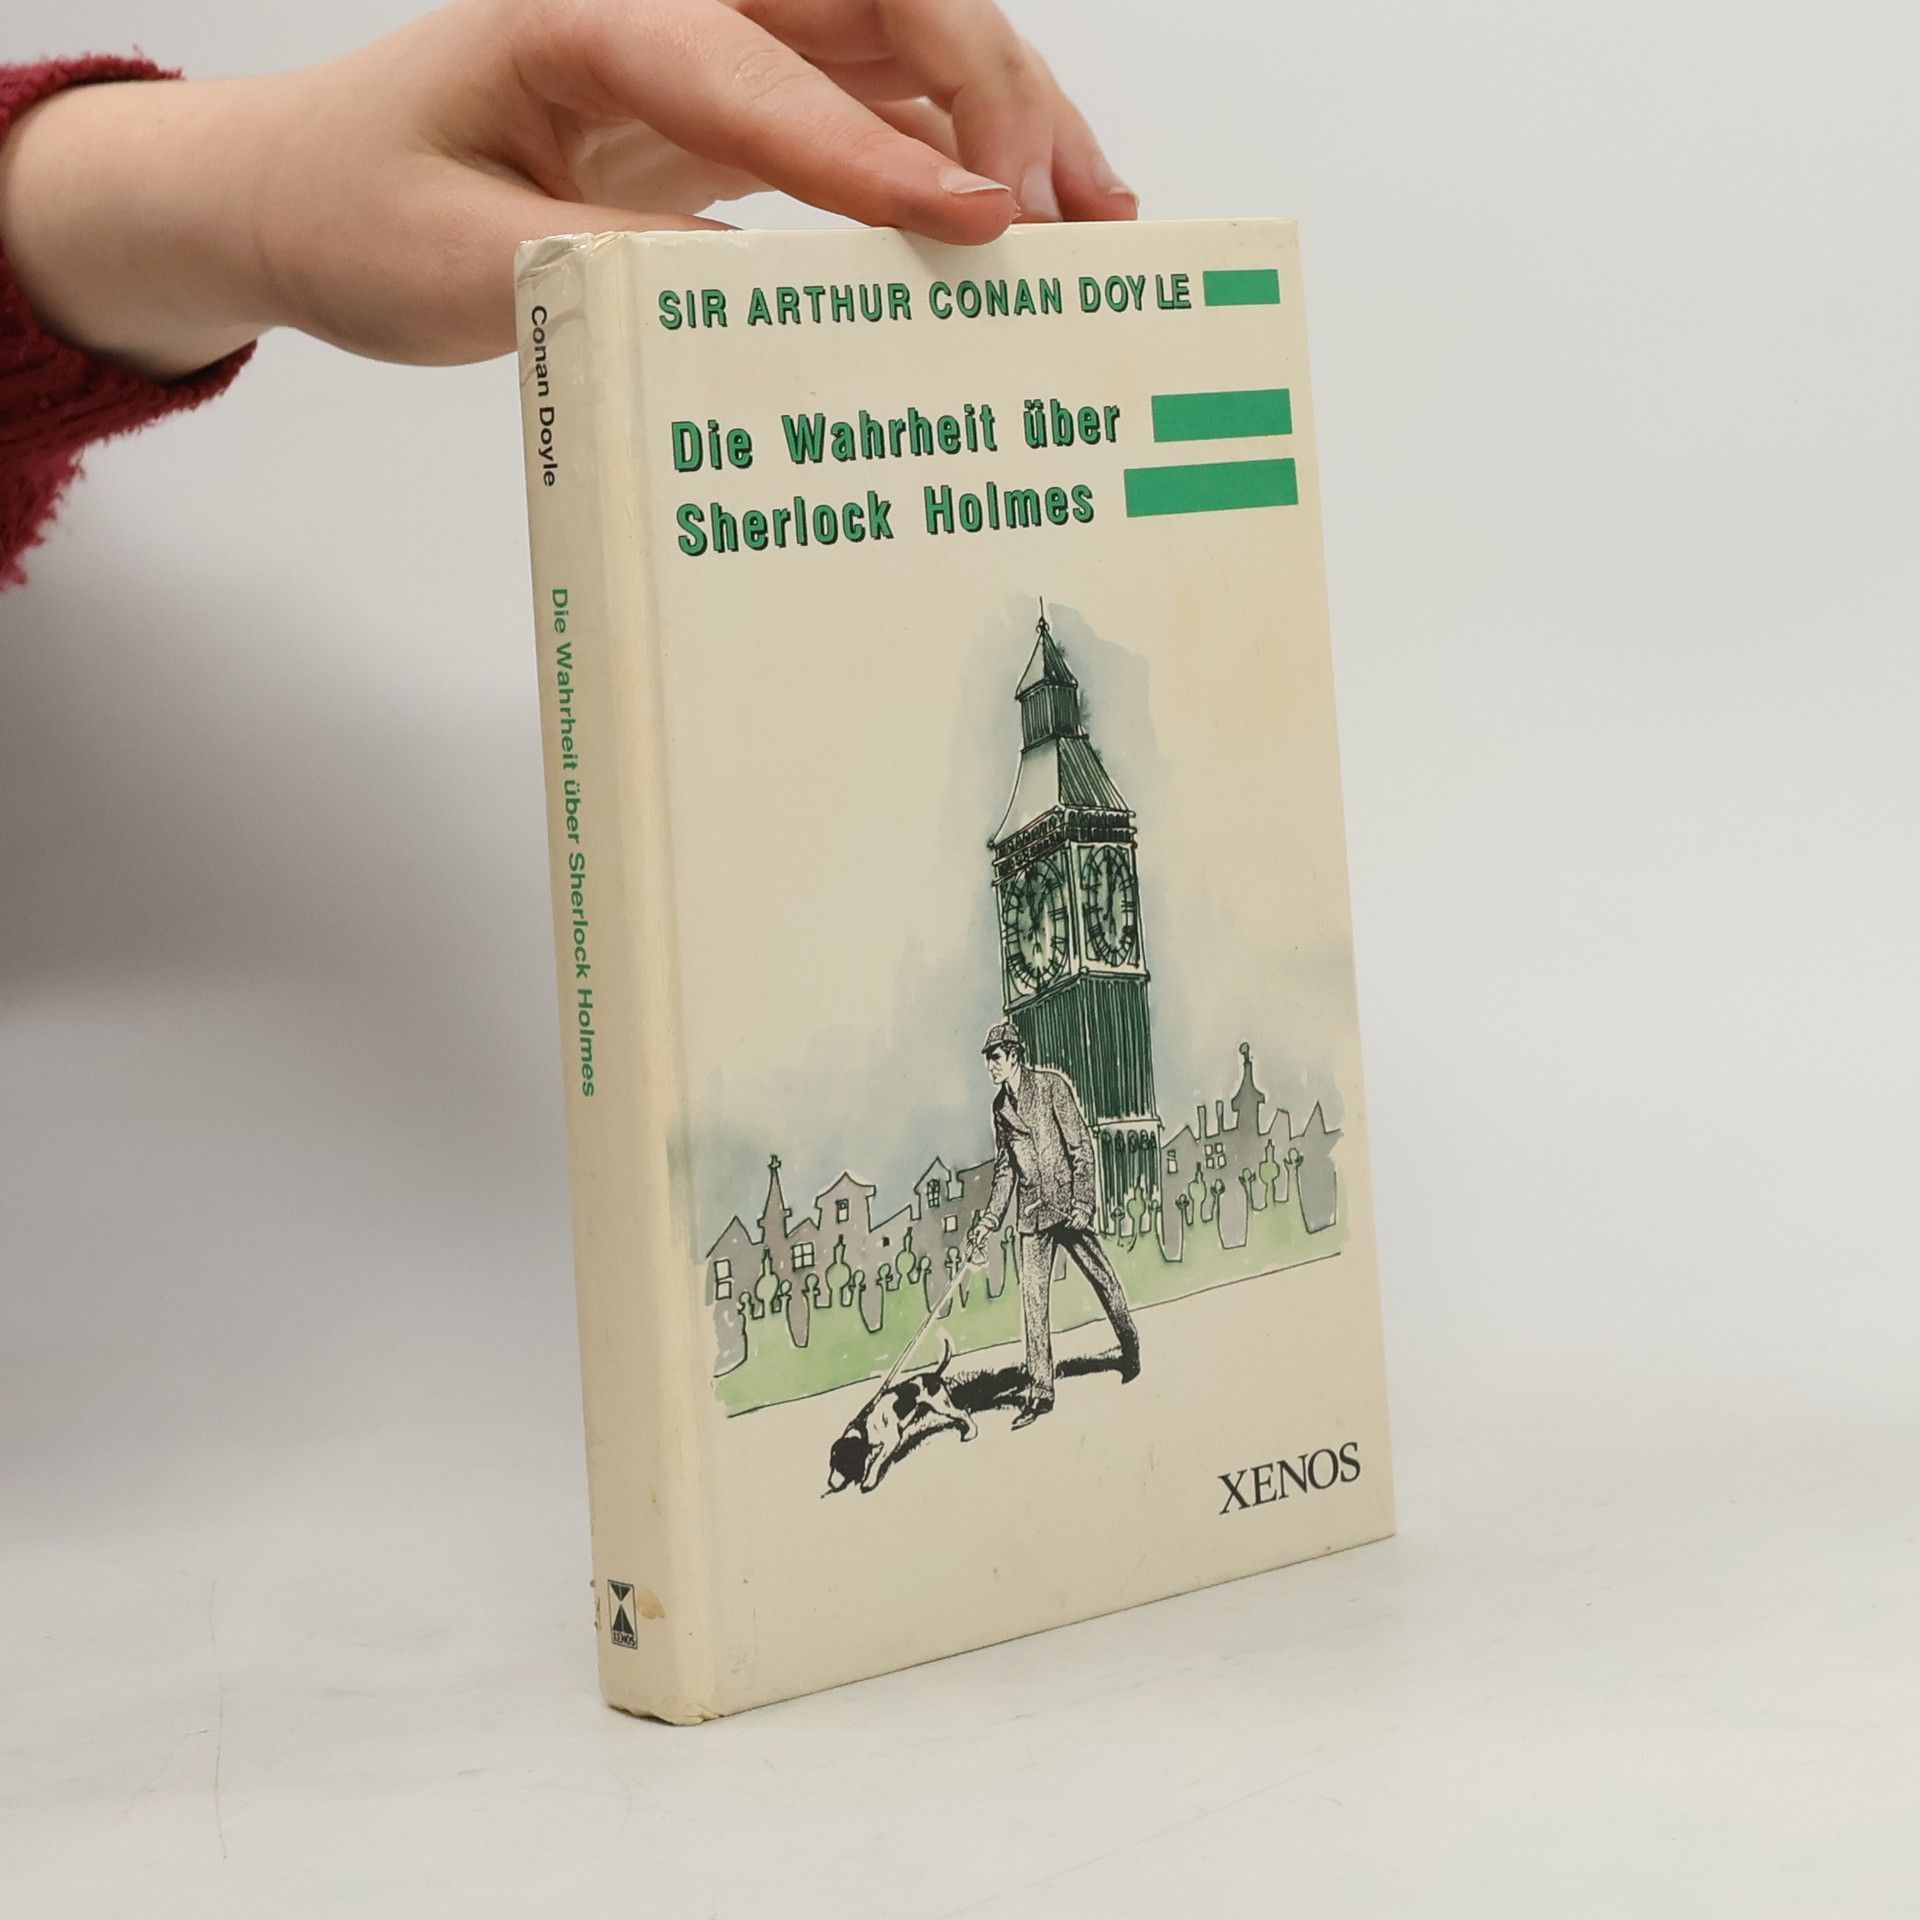 SIR ARTHUR CONAN DOYLE
Die Wahrheit über
Sherlock Holmes
XENOS
Conan Doyle
Die Wahrheit über Sherlock Holmes
XENOS